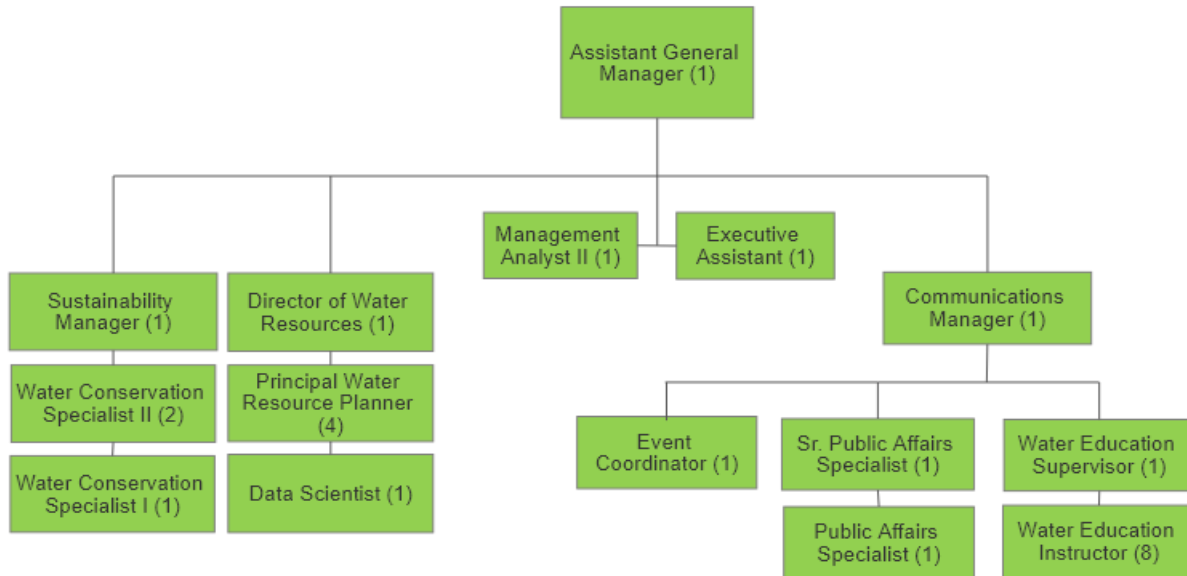 Assistant General
Manager (1)
Management
Analyst II (1)
Executive
Assistant (1)
Sustainability
Manager (1)
Director of Water
Resources (1)
Communications
Manager (1)
Water Conservation
Specialist II (2)
Principal Water
Resource Planner
(4)
Event
Coordinator (1)
Sr. Public Affairs
Specialist (1)
Water Education
Supervisor (1)
Water Conservation
Specialist I (1)
Data Scientist (1)
Public Affairs
Specialist (1)
Water Education
Instructor (8)